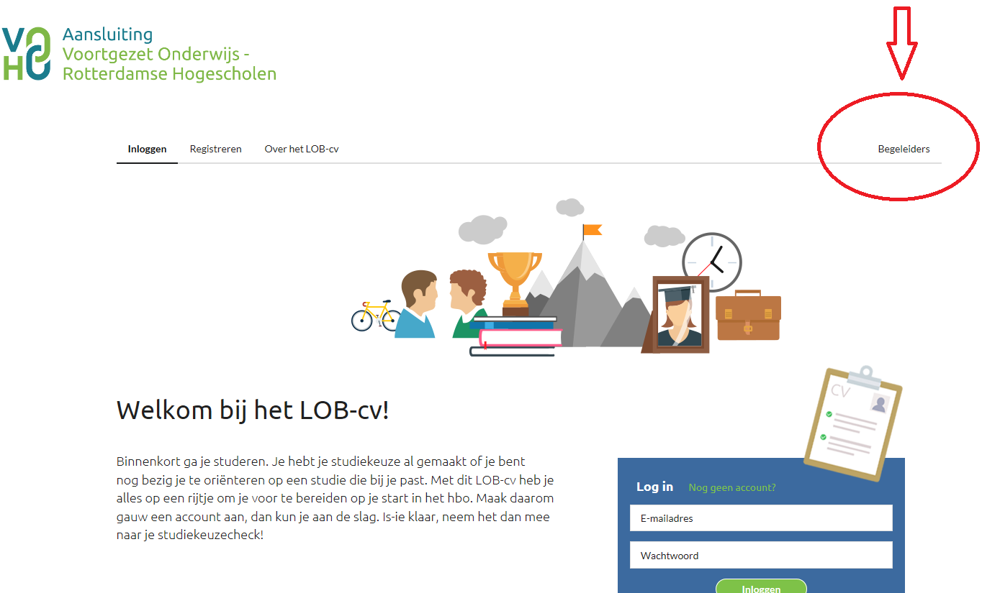 VO
HO
Aansluiting
Voortgezet Onderwijs -
Rotterdamse Hogescholen
Inloggen Registreren Over het LOB-cv Begeleiders
Welkom bij het LOB-cv!
Binnenkort ga je studeren. Je hebt je studiekeuze al gemaakt of je bent
nog bezig je te oriënteren op een studie die bij je past. Met dit LOB-cv heb je
alles op een rijtje om je voor te bereiden op je start in het hbo. Maak daarom
gauw een account aan, dan kun je aan de slag. Is-ie klaar, neem het dan mee
naar je studiekeuzecheck!
CV
Log in Nog geen account?
E-mailadres
Wachtwoord
Inloggen